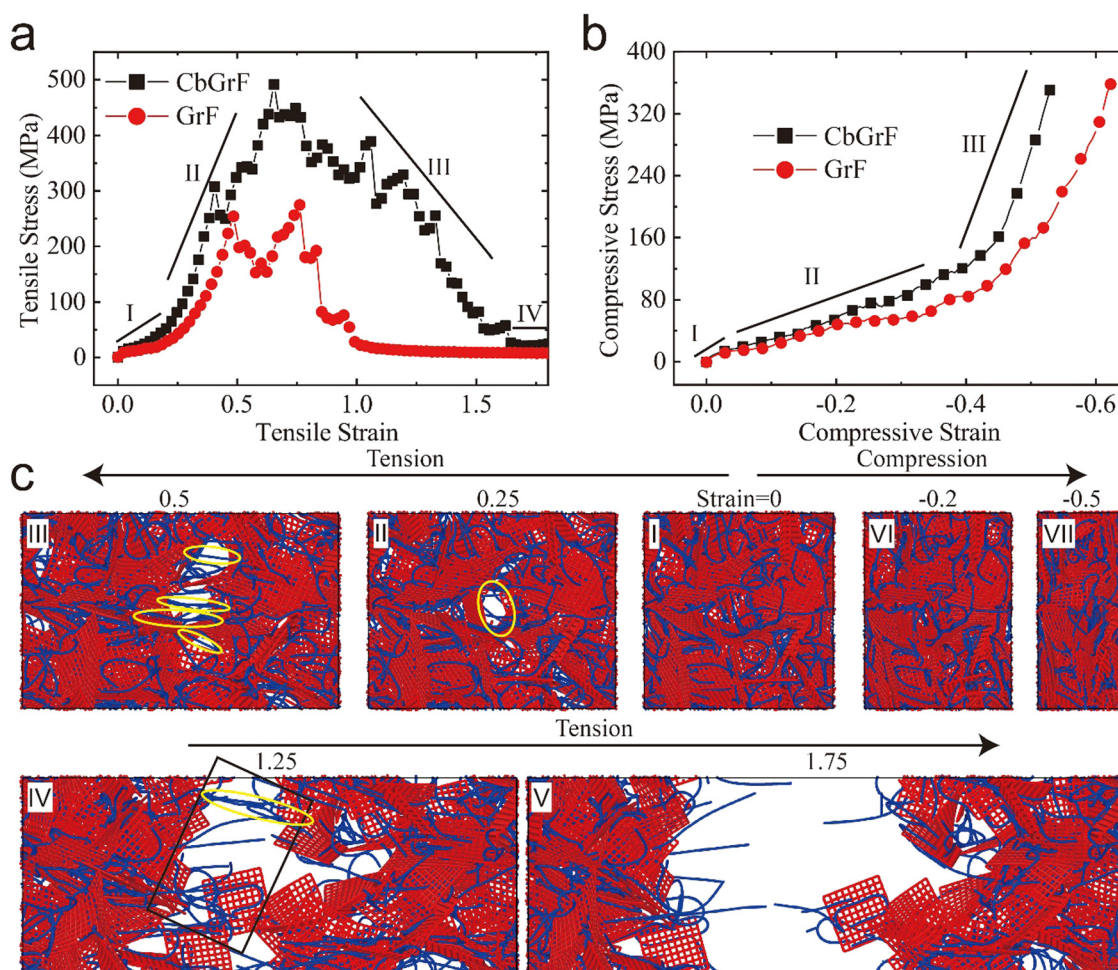 a
CbGrF
GrF
I
II
III
IV
Tensile Stress (MPa)
500
400
300
200
100
0
0.0
0.5
1.0
1.5
Tensile Strain
b
CbGrF
GrF
I
II
III
Compressive Stress (MPa)
400
320
240
160
80
0
0.0
-0.2
-0.4
-0.6
Compressive Strain
c
Tension
Compression
0.5
0.25
Strain=0
-0.2
-0.5
III
II
I
VI
VII
Tension
1.25
1.75
IV
V